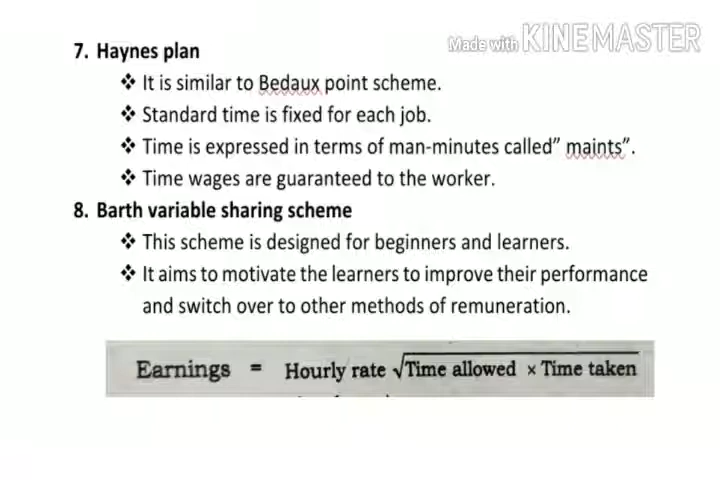 Made with KINEMASTER
7. Haynes plan
❖ It is similar to Bedaux point scheme.
❖ Standard time is fixed for each job.
❖ Time is expressed in terms of man-minutes called” maints”.
❖ Time wages are guaranteed to the worker.
8. Barth variable sharing scheme
❖ This scheme is designed for beginners and learners.
❖ It aims to motivate the learners to improve their performance
and switch over to other methods of remuneration.
Earnings = Hourly rate √Time allowed × Time taken